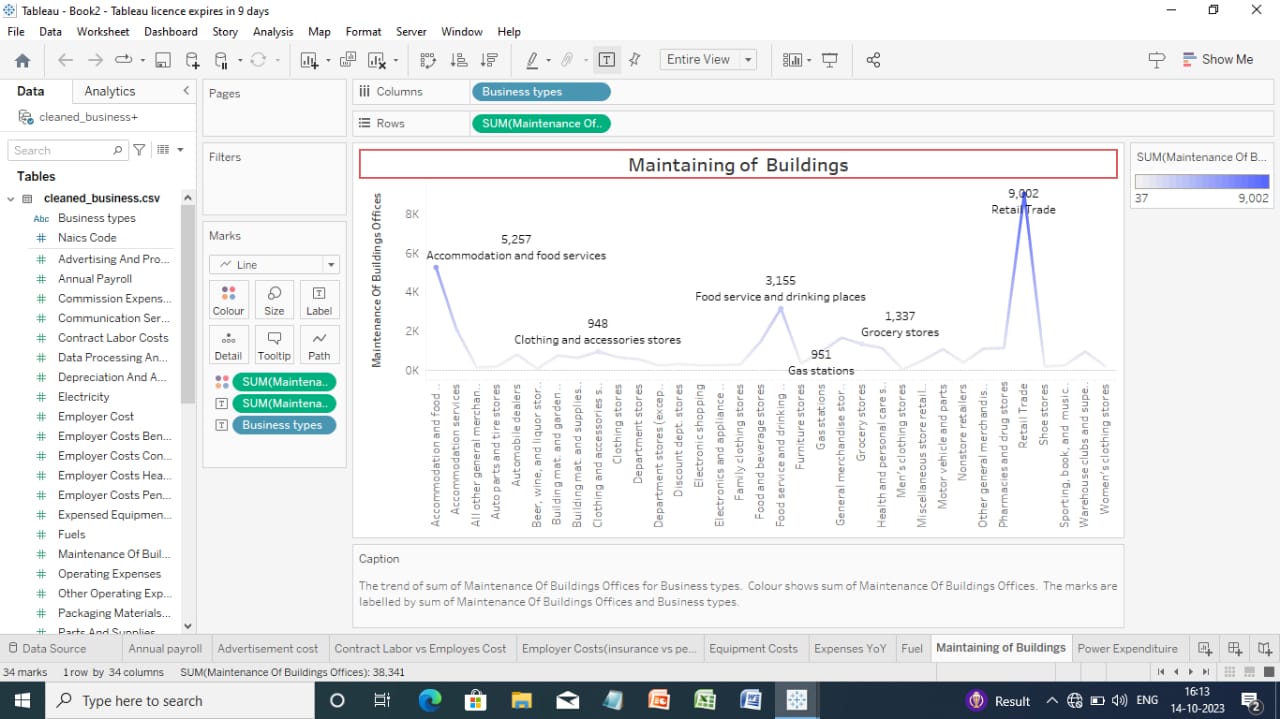 Tableau - Book2 - Tableau licence expires in 9 days
File Data Worksheet Dashboard Story Analysis Map Format Server Window Help
Entire View
Show Me
Data Analytics
cleaned_business+
Search
Tables
cleaned_business.csv
Abc Business types
# Naics Code
# Advertising And Pro...
# Annual Payroll
# Commission Expens...
# Communication Ser...
# Contract Labor Costs
# Data Processing An...
# Depreciation And A...
# Electricity
# Employer Cost
# Employer Costs Ben...
# Employer Costs Con...
# Employer Costs Hea...
# Employer Costs Pen...
# Expensed Equipmen...
# Fuels
# Maintenance Of Buil...
# Operating Expenses
# Other Operating Exp...
# Packaging Materials...
# Parts And Supplies
Pages
Filters
Marks
Line
Colour Size Label
Detail Tooltip Path
SUM(Maintena..
T SUM(Maintena..
T Business types
Columns Business types
Rows SUM(Maintenance Of..
Maintaining of Buildings
Maintenance Of Buildings Offices
8K
6K
4K
2K
0K
5,257
Accommodation and food services
948
Clothing and accessories stores
3,155
Food service and drinking places
951
Gas stations
1,337
Grocery stores
9,002
Retail Trade
Accommodation and food ..
Accommodation services
All other general merchan..
Auto parts and tire stores
Automobile dealers
Beer, wine, and liquor stor..
Building mat. and garden ..
Building mat. and supplies..
Clothing and accessories s..
Clothing stores
Department stores
Department stores (excep..
Discount dept. stores
Electronic shopping
Electronics and appliance ..
Family clothing stores
Food and beverage stores
Food service and drinking ..
Furniture stores
Gas stations
General merchandise stor..
Grocery stores
Health and personal care s..
Men's clothing stores
Miscellaneous store retail..
Motor vehicle and parts
Nonstore retailers
Other general merchandis..
Pharmacies and drug stores
Retail Trade
Shoe stores
Sporting, book, and music..
Warehouse clubs and supe..
Women's clothing stores
SUM(Maintenance Of B...
37 9,002
Caption
The trend of sum of Maintenance Of Buildings Offices for Business types. Colour shows sum of Maintenance Of Buildings Offices. The marks are
labelled by sum of Maintenance Of Buildings Offices and Business types.
Data Source Annual payroll Advertisement cost Contract Labor vs Employes Cost Employer Costs(insurance vs pe... Equipment Costs Expenses YoY Fuel Maintaining of Buildings Power Expenditure
34 marks 1 row by 34 columns SUM(Maintenance Of Buildings Offices): 38,341
Type here to search
Result
ENG
16:13
14-10-2023
2